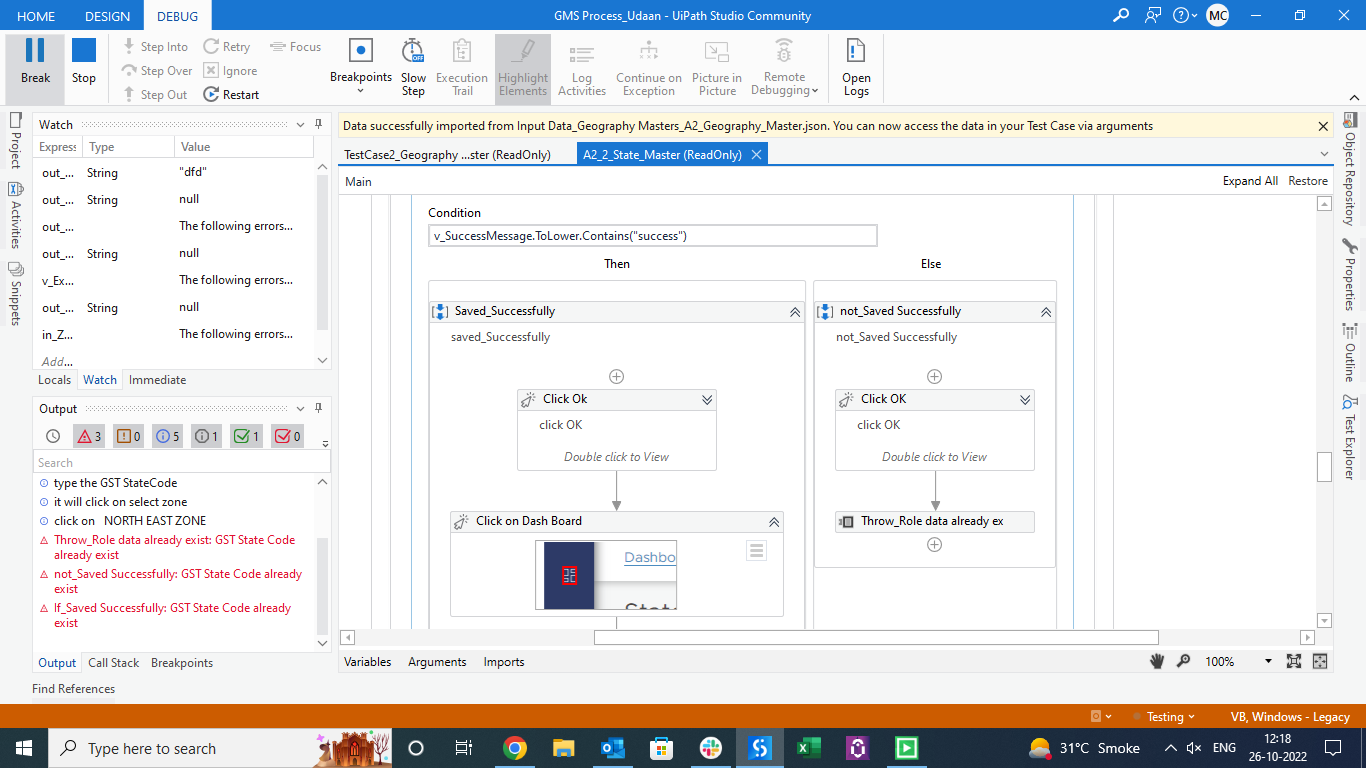 HOME DESIGN DEBUG GMS Process_Udaan - UiPath Studio Community MC
Break
Stop
Step Into
Step Over
Step Out
Retry
Ignore
Restart
Focus
Breakpoints
Slow
Step
OFF
Execution
Trail
Highlight
Elements
Log
Activities
Continue on
Exception
Picture in
Picture
Remote
Debugging
Open
Logs
Project
Activities
Snippets
Watch
Expres Type Value
out_... String "dfd"
out_... String null
out_... The following errors...
out_... String null
v_Ex... The following errors...
out_... String null
in_Z... The following errors...
Add...
Locals Watch Immediate
Output
3 0 5 1 1 0
Search
type the GST StateCode
it will click on select zone
click on NORTH EAST ZONE
Throw_Role data already exist: GST State Code
already exist
not_Saved Successfully: GST State Code already
exist
If_Saved Successfully: GST State Code already
exist
Output Call Stack Breakpoints
Find References
Data successfully imported from Input Data_Geography Masters_A2_Geography_Master.json. You can now access the data in your Test Case via arguments
TestCase2_Geography ...ster (ReadOnly) A2_2_State_Master (ReadOnly)
Main Expand All Restore
Condition
v_SuccessMessage.ToLower.Contains("success")
Then Else
Saved_Successfully
saved_Successfully
Click Ok
click OK
Double click to View
Click on Dash Board
Dashbo
State
not_Saved Successfully
not_Saved Successfully
Click OK
click OK
Double click to View
Throw_Role data already ex
Variables Arguments Imports 100%
Object Repository
Properties
Outline
Test Explorer
Testing VB, Windows - Legacy
Type here to search
31°C Smoke ENG
12:18
26-10-2022